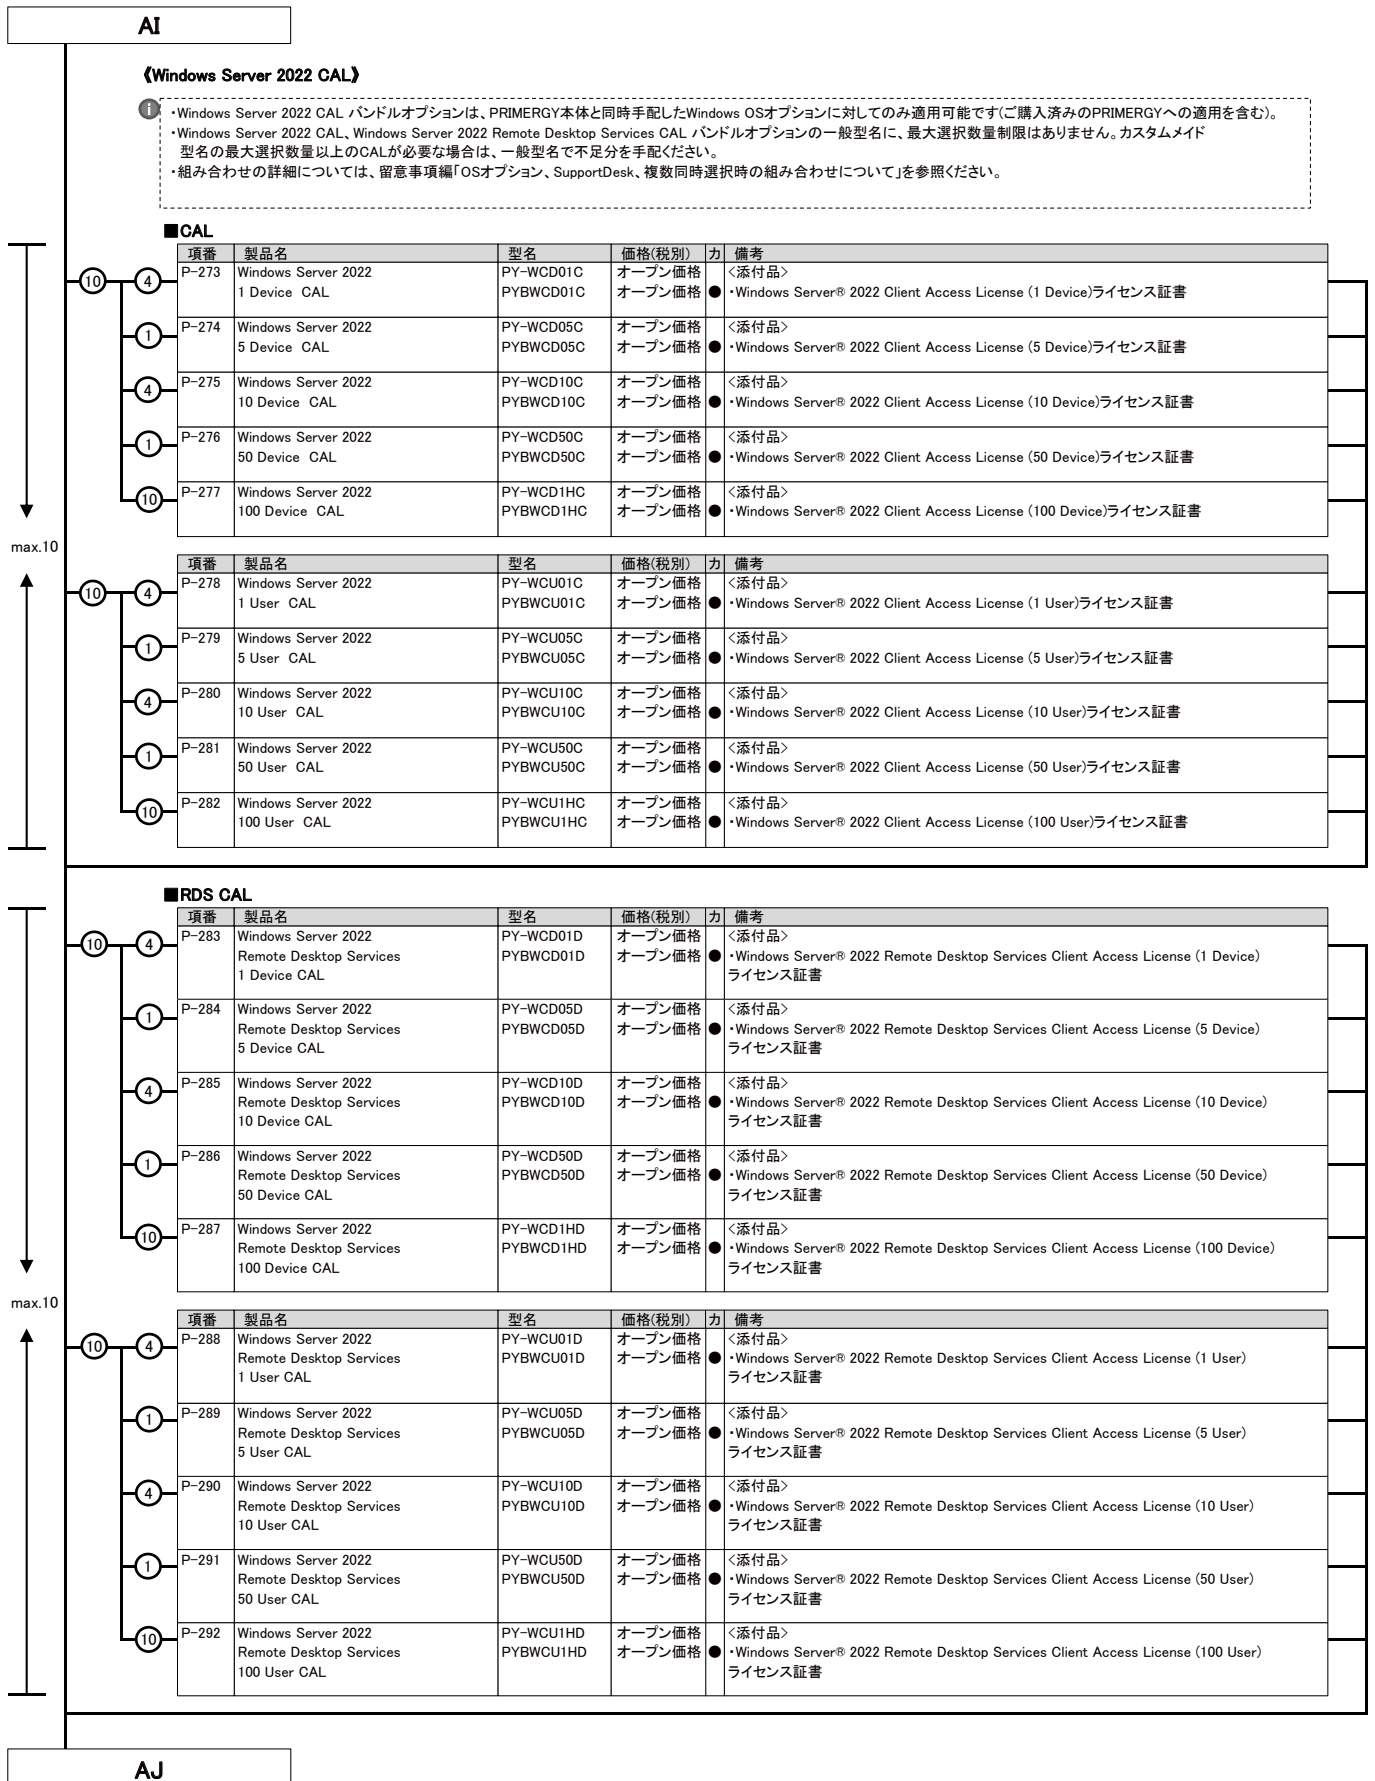 AI
《Windows Server 2022 CAL》
・Windows Server 2022 CAL バンドルオプションは、PRIMERGY本体と同時手配したWindows OSオプションに対してのみ適用可能です(ご購入済みのPRIMERGYへの適用を含む)。
・Windows Server 2022 CAL、Windows Server 2022 Remote Desktop Services CAL バンドルオプションの一般型名に、最大選択数量制限はありません。カスタムメイド
型名の最大選択数量以上のCALが必要な場合は、一般型名で不足分を手配ください。
・組み合わせの詳細については、留意事項編「OSオプション、SupportDesk、複数同時選択時の組み合わせについて」を参照ください。
■CAL
項番 製品名 型名 価格(税別) カ 備考
10 4 P-273 Windows Server 2022 PY-WCD01C オープン価格 <添付品>
1 Device CAL PYBWCD01C オープン価格 ● ・Windows Server® 2022 Client Access License (1 Device)ライセンス証書
1 P-274 Windows Server 2022 PY-WCD05C オープン価格 <添付品>
5 Device CAL PYBWCD05C オープン価格 ● ・Windows Server® 2022 Client Access License (5 Device)ライセンス証書
4 P-275 Windows Server 2022 PY-WCD10C オープン価格 <添付品>
10 Device CAL PYBWCD10C オープン価格 ● ・Windows Server® 2022 Client Access License (10 Device)ライセンス証書
1 P-276 Windows Server 2022 PY-WCD50C オープン価格 <添付品>
50 Device CAL PYBWCD50C オープン価格 ● ・Windows Server® 2022 Client Access License (50 Device)ライセンス証書
10 P-277 Windows Server 2022 PY-WCD1HC オープン価格 <添付品>
100 Device CAL PYBWCD1HC オープン価格 ● ・Windows Server® 2022 Client Access License (100 Device)ライセンス証書
max.10
項番 製品名 型名 価格(税別) カ 備考
10 4 P-278 Windows Server 2022 PY-WCU01C オープン価格 <添付品>
1 User CAL PYBWCU01C オープン価格 ● ・Windows Server® 2022 Client Access License (1 User)ライセンス証書
1 P-279 Windows Server 2022 PY-WCU05C オープン価格 <添付品>
5 User CAL PYBWCU05C オープン価格 ● ・Windows Server® 2022 Client Access License (5 User)ライセンス証書
4 P-280 Windows Server 2022 PY-WCU10C オープン価格 <添付品>
10 User CAL PYBWCU10C オープン価格 ● ・Windows Server® 2022 Client Access License (10 User)ライセンス証書
1 P-281 Windows Server 2022 PY-WCU50C オープン価格 <添付品>
50 User CAL PYBWCU50C オープン価格 ● ・Windows Server® 2022 Client Access License (50 User)ライセンス証書
10 P-282 Windows Server 2022 PY-WCU1HC オープン価格 <添付品>
100 User CAL PYBWCU1HC オープン価格 ● ・Windows Server® 2022 Client Access License (100 User)ライセンス証書
■RDS CAL
項番 製品名 型名 価格(税別) カ 備考
10 4 P-283 Windows Server 2022 PY-WCD01D オープン価格 <添付品>
Remote Desktop Services PYBWCD01D オープン価格 ● ・Windows Server® 2022 Remote Desktop Services Client Access License (1 Device)
1 Device CAL ライセンス証書
1 P-284 Windows Server 2022 PY-WCD05D オープン価格 <添付品>
Remote Desktop Services PYBWCD05D オープン価格 ● ・Windows Server® 2022 Remote Desktop Services Client Access License (5 Device)
5 Device CAL ライセンス証書
4 P-285 Windows Server 2022 PY-WCD10D オープン価格 <添付品>
Remote Desktop Services PYBWCD10D オープン価格 ● ・Windows Server® 2022 Remote Desktop Services Client Access License (10 Device)
10 Device CAL ライセンス証書
1 P-286 Windows Server 2022 PY-WCD50D オープン価格 <添付品>
Remote Desktop Services PYBWCD50D オープン価格 ● ・Windows Server® 2022 Remote Desktop Services Client Access License (50 Device)
50 Device CAL ライセンス証書
10 P-287 Windows Server 2022 PY-WCD1HD オープン価格 <添付品>
Remote Desktop Services PYBWCD1HD オープン価格 ● ・Windows Server® 2022 Remote Desktop Services Client Access License (100 Device)
100 Device CAL ライセンス証書
max.10
項番 製品名 型名 価格(税別) カ 備考
10 4 P-288 Windows Server 2022 PY-WCU01D オープン価格 <添付品>
Remote Desktop Services PYBWCU01D オープン価格 ● ・Windows Server® 2022 Remote Desktop Services Client Access License (1 User)
1 User CAL ライセンス証書
1 P-289 Windows Server 2022 PY-WCU05D オープン価格 <添付品>
Remote Desktop Services PYBWCU05D オープン価格 ● ・Windows Server® 2022 Remote Desktop Services Client Access License (5 User)
5 User CAL ライセンス証書
4 P-290 Windows Server 2022 PY-WCU10D オープン価格 <添付品>
Remote Desktop Services PYBWCU10D オープン価格 ● ・Windows Server® 2022 Remote Desktop Services Client Access License (10 User)
10 User CAL ライセンス証書
1 P-291 Windows Server 2022 PY-WCU50D オープン価格 <添付品>
Remote Desktop Services PYBWCU50D オープン価格 ● ・Windows Server® 2022 Remote Desktop Services Client Access License (50 User)
50 User CAL ライセンス証書
10 P-292 Windows Server 2022 PY-WCU1HD オープン価格 <添付品>
Remote Desktop Services PYBWCU1HD オープン価格 ● ・Windows Server® 2022 Remote Desktop Services Client Access License (100 User)
100 User CAL ライセンス証書
AJ